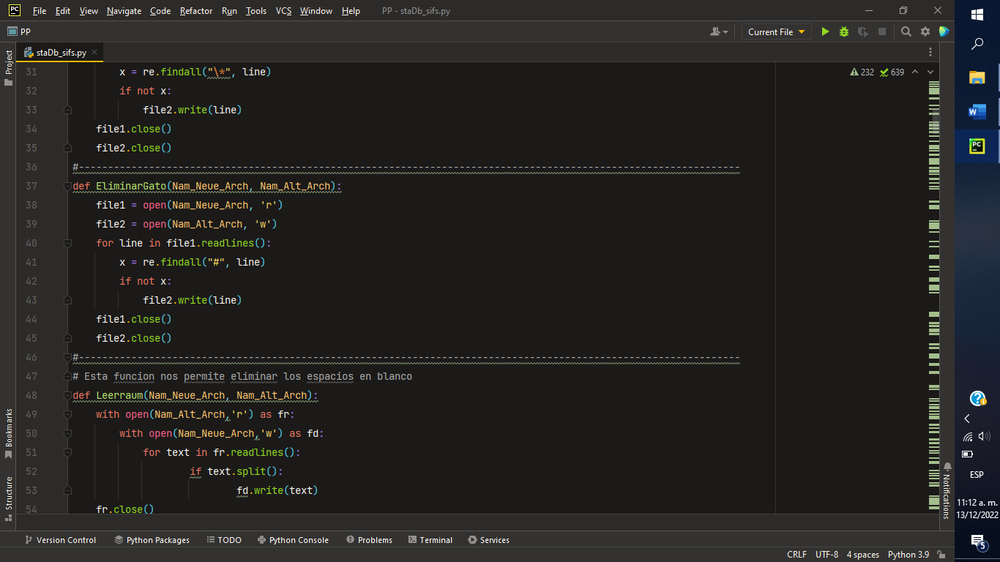 PC File Edit View Navigate Code Refactor Run Tools VCS Window Help PP - staDb_sifs.py
PP Current File
staDb_sifs.py
Project
232 639
31 x = re.findall("\*", line)
32 if not x:
33 file2.write(line)
34 file1.close()
35 file2.close()
36 #-----------------------------------------------------------------------------------------------------------------
37 def EliminarGato(Nam_Neue_Arch, Nam_Alt_Arch):
38 file1 = open(Nam_Neue_Arch, 'r')
39 file2 = open(Nam_Alt_Arch, 'w')
40 for line in file1.readlines():
41 x = re.findall("#", line)
42 if not x:
43 file2.write(line)
44 file1.close()
45 file2.close()
46 #-----------------------------------------------------------------------------------------------------------------
47 # Esta funcion nos permite eliminar los espacios en blanco
48 def Leerraum(Nam_Neue_Arch, Nam_Alt_Arch):
49 with open(Nam_Alt_Arch,'r') as fr:
50 with open(Nam_Neue_Arch,'w') as fd:
51 for text in fr.readlines():
52 if text.split():
53 fd.write(text)
54 fr.close()
Bookmarks
Structure
Notifications
Version Control Python Packages TODO Python Console Problems Terminal Services
CRLF UTF-8 4 spaces Python 3.9
W
PC
ESP
11:12 a. m.
13/12/2022
5